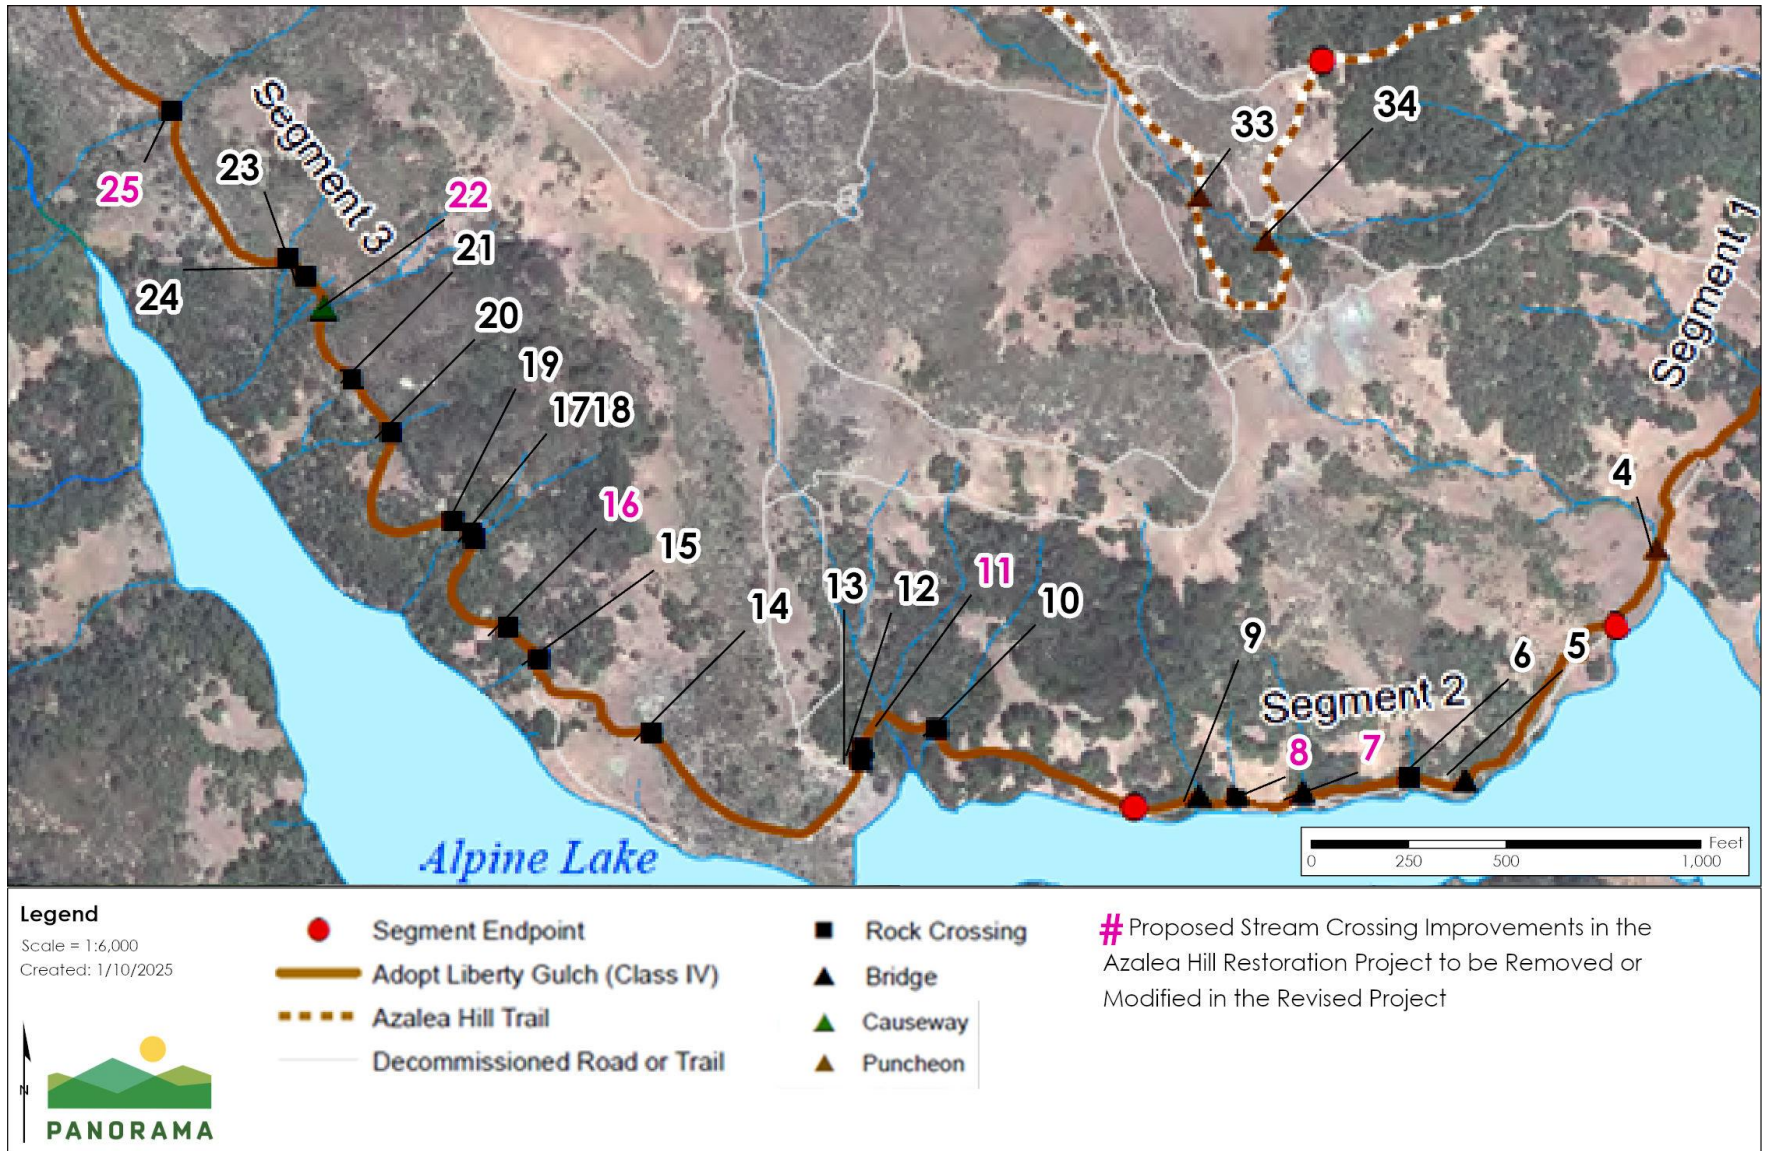 33
34
Segment 3
23
25
22
21
24
20
Segment 1
19
1718
4
16
15
11
13
12
14
10
9
6
5
Segment 2
8
7
Alpine Lake
Feet
0 250 500 1,000
Legend
Scale = 1:6,000
Created: 1/10/2025
N
PANORAMA
Segment Endpoint
Adopt Liberty Gulch (Class IV)
Azalea Hill Trail
Decommissioned Road or Trail
Rock Crossing
Bridge
Causeway
Puncheon
# Proposed Stream Crossing Improvements in the
Azalea Hill Restoration Project to be Removed or
Modified in the Revised Project